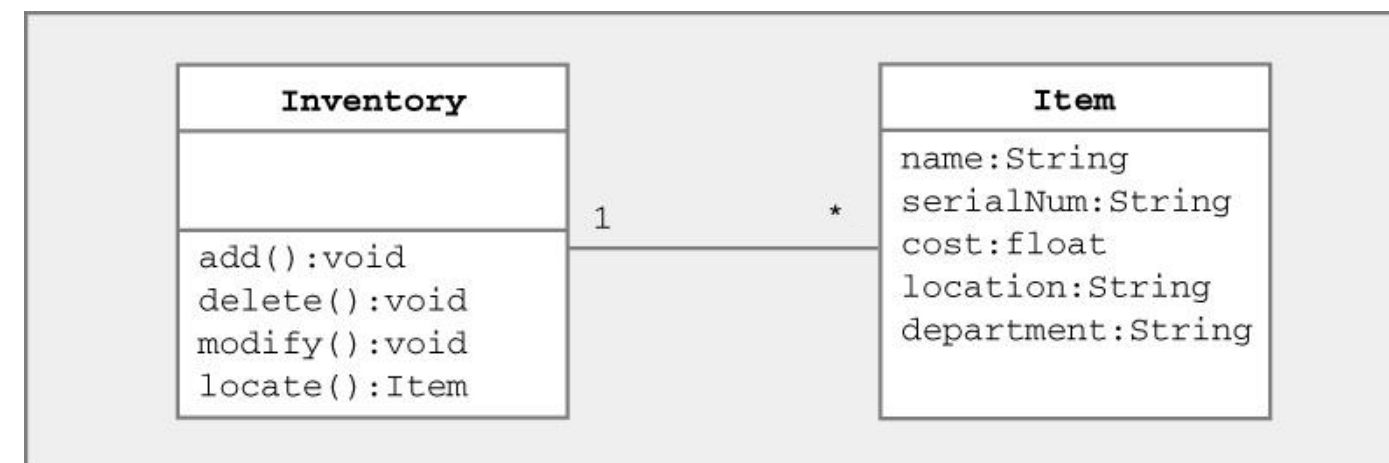 Inventory
add():void
delete():void
modify():void
locate():Item
1
*
Item
name:String
serialNum:String
cost:float
location:String
department:String